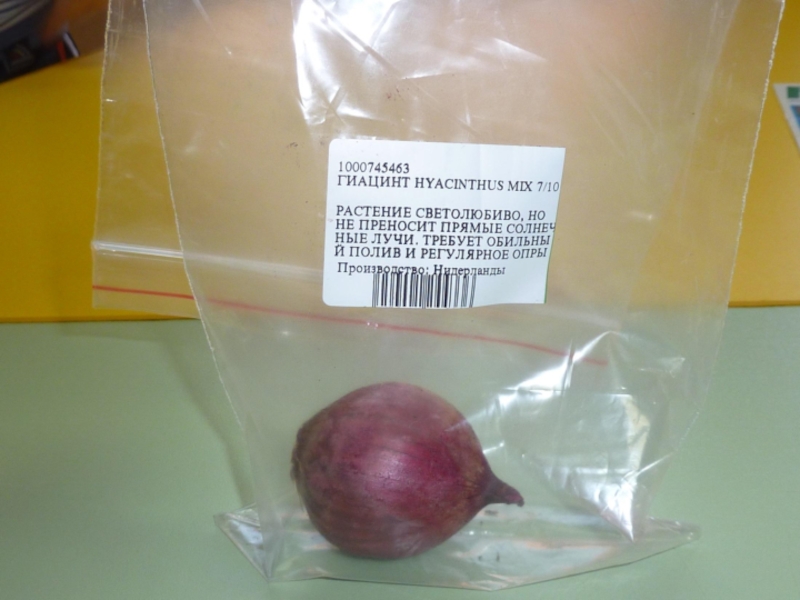 1000745463
ГИАЦИНТ HYACINTHUS MIX 7/10
РАСТЕНИЕ СВЕТОЛЮБИВО, НО
НЕ ПРЕНОСИТ ПРЯМЫЕ СОЛНЕЧ
НЫЕ ЛУЧИ. ТРЕБУЕТ ОБИЛЬНЫ
Й ПОЛИВ И РЕГУЛЯРНОЕ ОПРЫ
Производство: Нидерланды